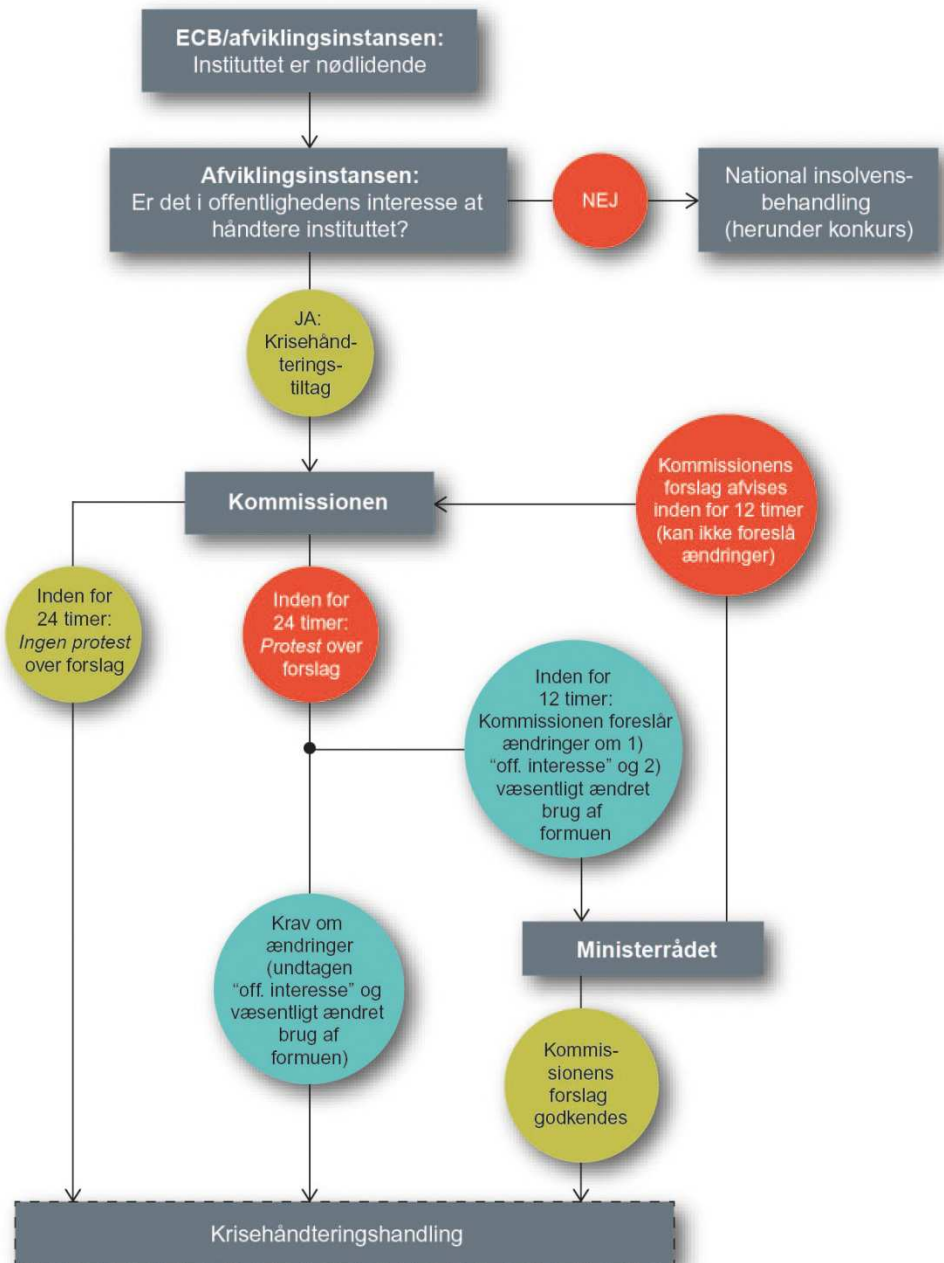 ECB/afviklingsinstansen:
Instituttet er nødlidende
Afviklingsinstansen:
Er det i offentlighedens interesse at
håndtere instituttet?
NEJ
National insolvens-
behandling
(herunder konkurs)
JA:
Krisehånd-
terings-
tiltag
Kommissionen
Kommissionens
forslag afvises
inden for 12 timer
(kan ikke foreslå
ændringer)
Inden for
24 timer:
Ingen protest
over forslag
Inden for
24 timer:
Protest over
forslag
Inden for
12 timer:
Kommissionen foreslår
ændringer om 1)
"off. interesse" og 2)
væsentligt ændret
brug af
formuen
Krav om
ændringer
(undtagen
"off. interesse" og
væsentligt ændret
brug af
formuen)
Ministerrådet
Kommis-
sionens
forslag
godkendes
Krisehåndteringshandling